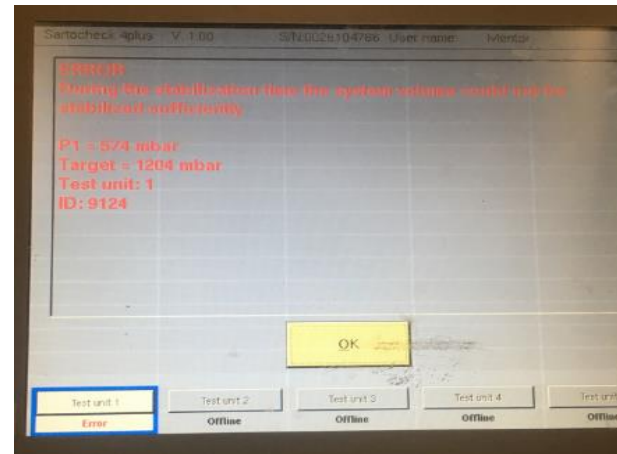 Sartocheck 4plus V. 1.00 S/N:0026104766 User name: Mentor
ERROR
During the stabilization time the system volume could not be
stabilized sufficiently.
P1 = 574 mbar
Target = 1204 mbar
Test unit: 1
ID: 9124
OK
Test unit 1 Test unit 2 Test unit 3 Test unit 4 Test unit
Error Offline Offline Offline Offline